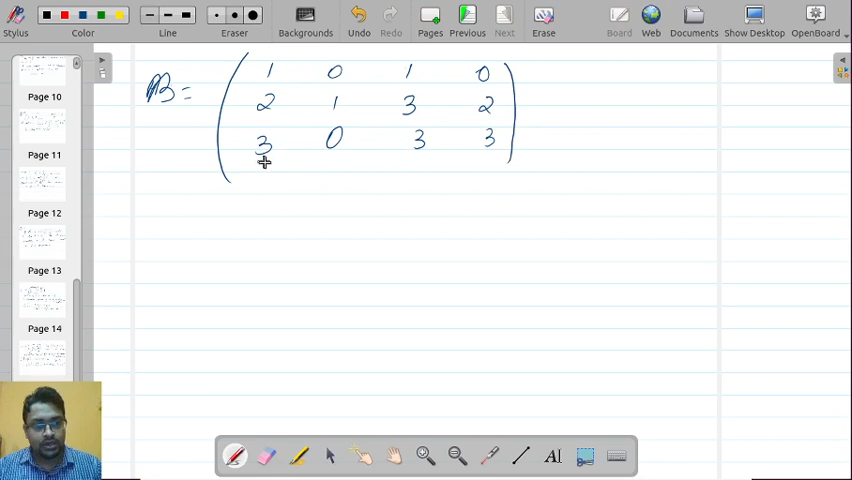 Stylus Color Line Eraser Backgrounds Undo Redo Pages Previous Next Erase Board Web Documents Show Desktop OpenBoard
Page 10
Page 11
Page 12
Page 13
Page 14
B = ( 1 0 1 0
2 1 3 2
3 0 3 3 )
AI